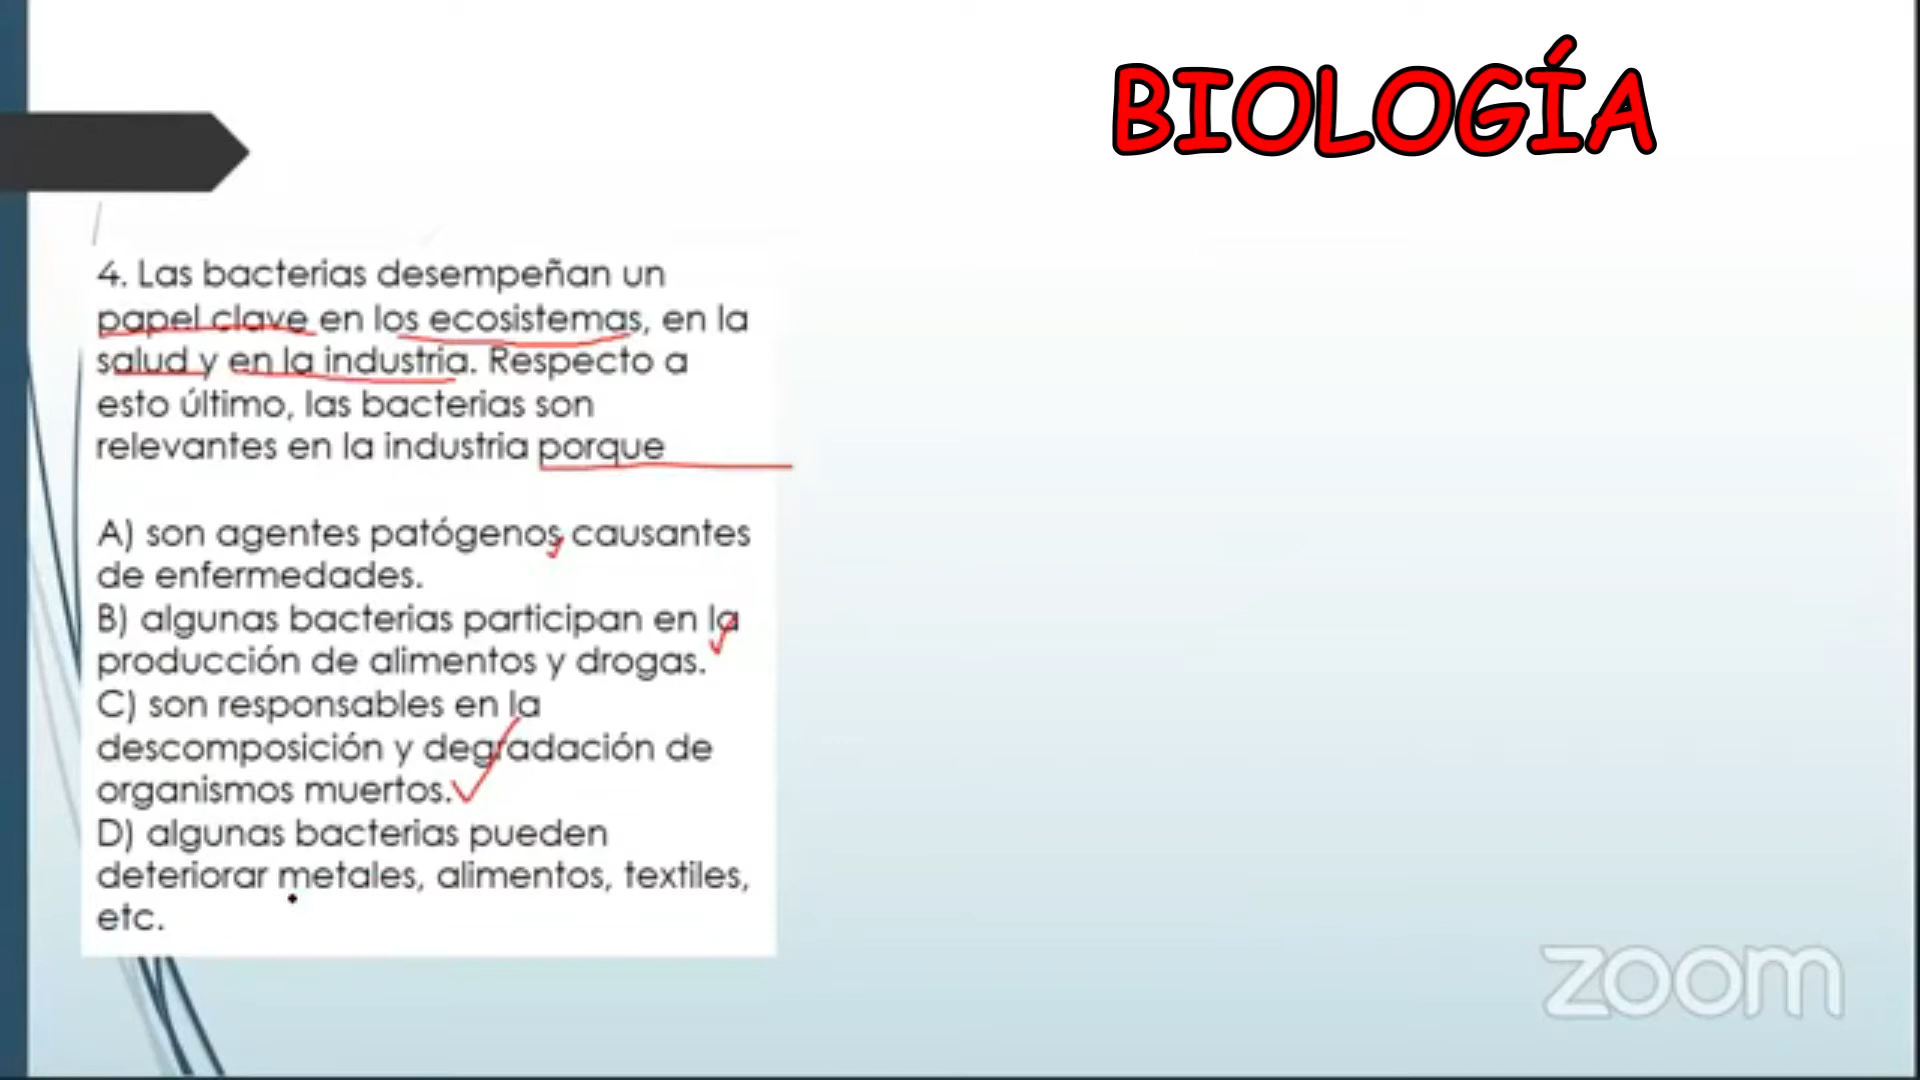 BIOLOGÍA
4. Las bacterias desempeñan un
papel clave en los ecosistemas, en la
salud y en la industria. Respecto a
esto último, las bacterias son
relevantes en la industria porque
A) son agentes patógenos causantes
de enfermedades.
B) algunas bacterias participan en la
producción de alimentos y drogas.
C) son responsables en la
descomposición y degradación de
organismos muertos.
D) algunas bacterias pueden
deteriorar metales, alimentos, textiles,
etc.
zoom